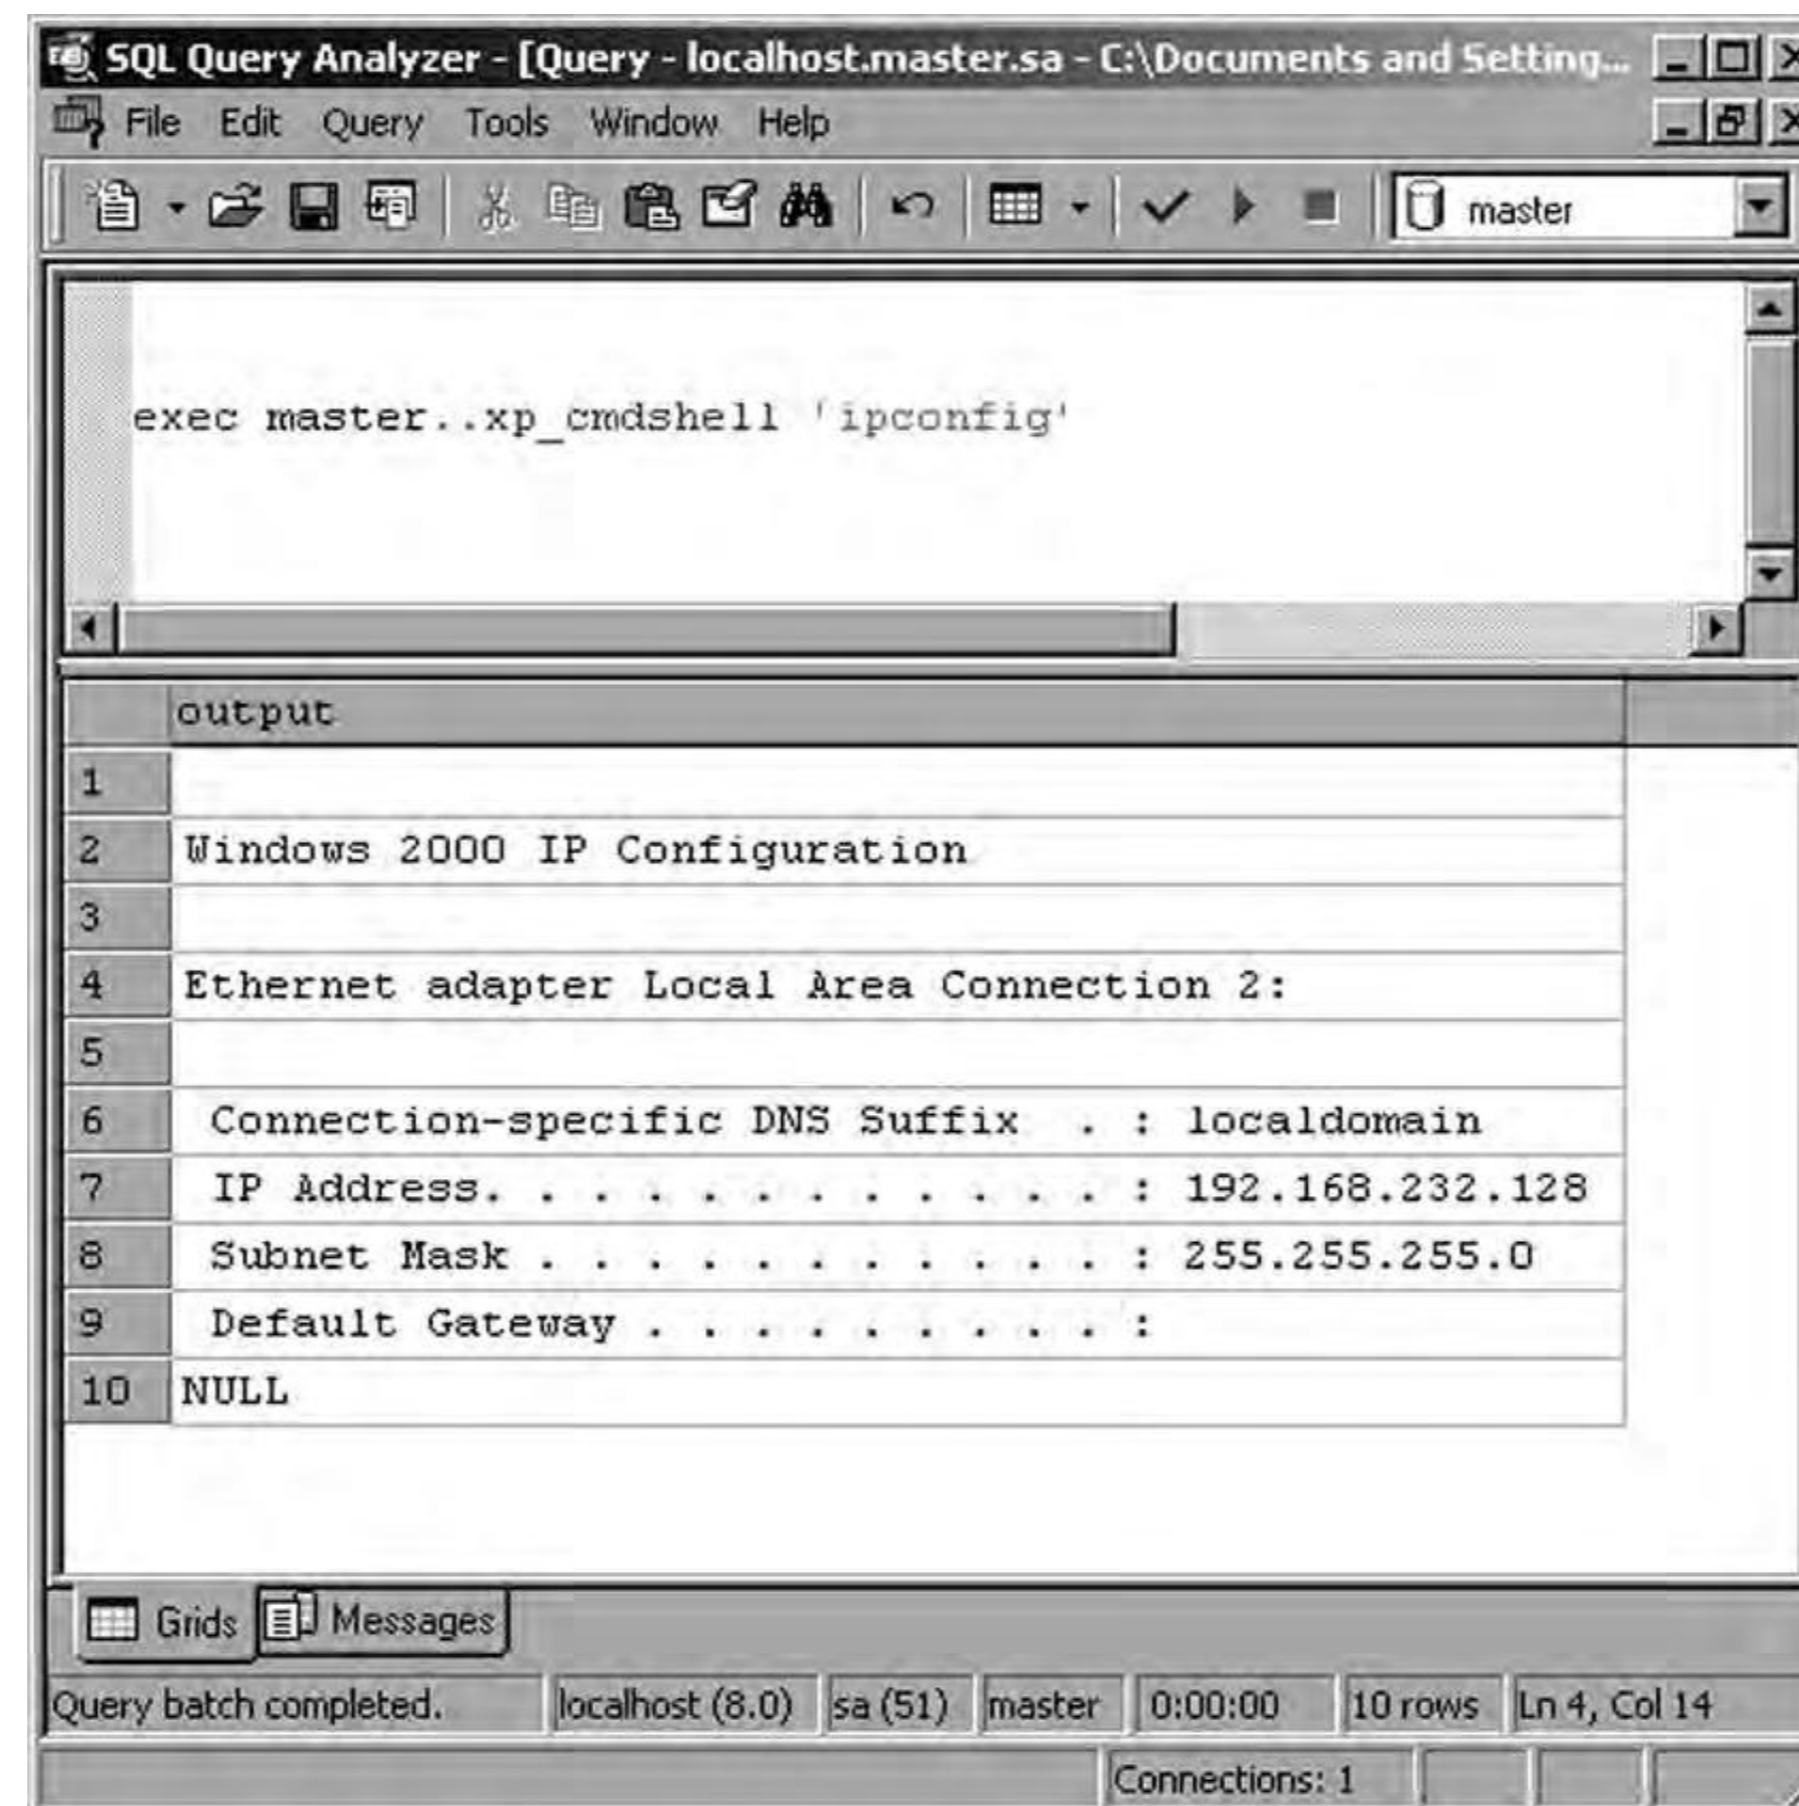 SQL Query Analyzer - [Query - localhost.master.sa - C:\Documents and Setting...
File Edit Query Tools Window Help
master
exec master..xp_cmdshell 'ipconfig'
output
1
2 Windows 2000 IP Configuration
3
4 Ethernet adapter Local Area Connection 2:
5
6 Connection-specific DNS Suffix . : localdomain
7 IP Address. . . . . . . . . . . . : 192.168.232.128
8 Subnet Mask . . . . . . . . . . . : 255.255.255.0
9 Default Gateway . . . . . . . . . :
10 NULL
Grids Messages
Query batch completed. localhost (8.0) sa (51) master 0:00:00 10 rows Ln 4, Col 14
Connections: 1